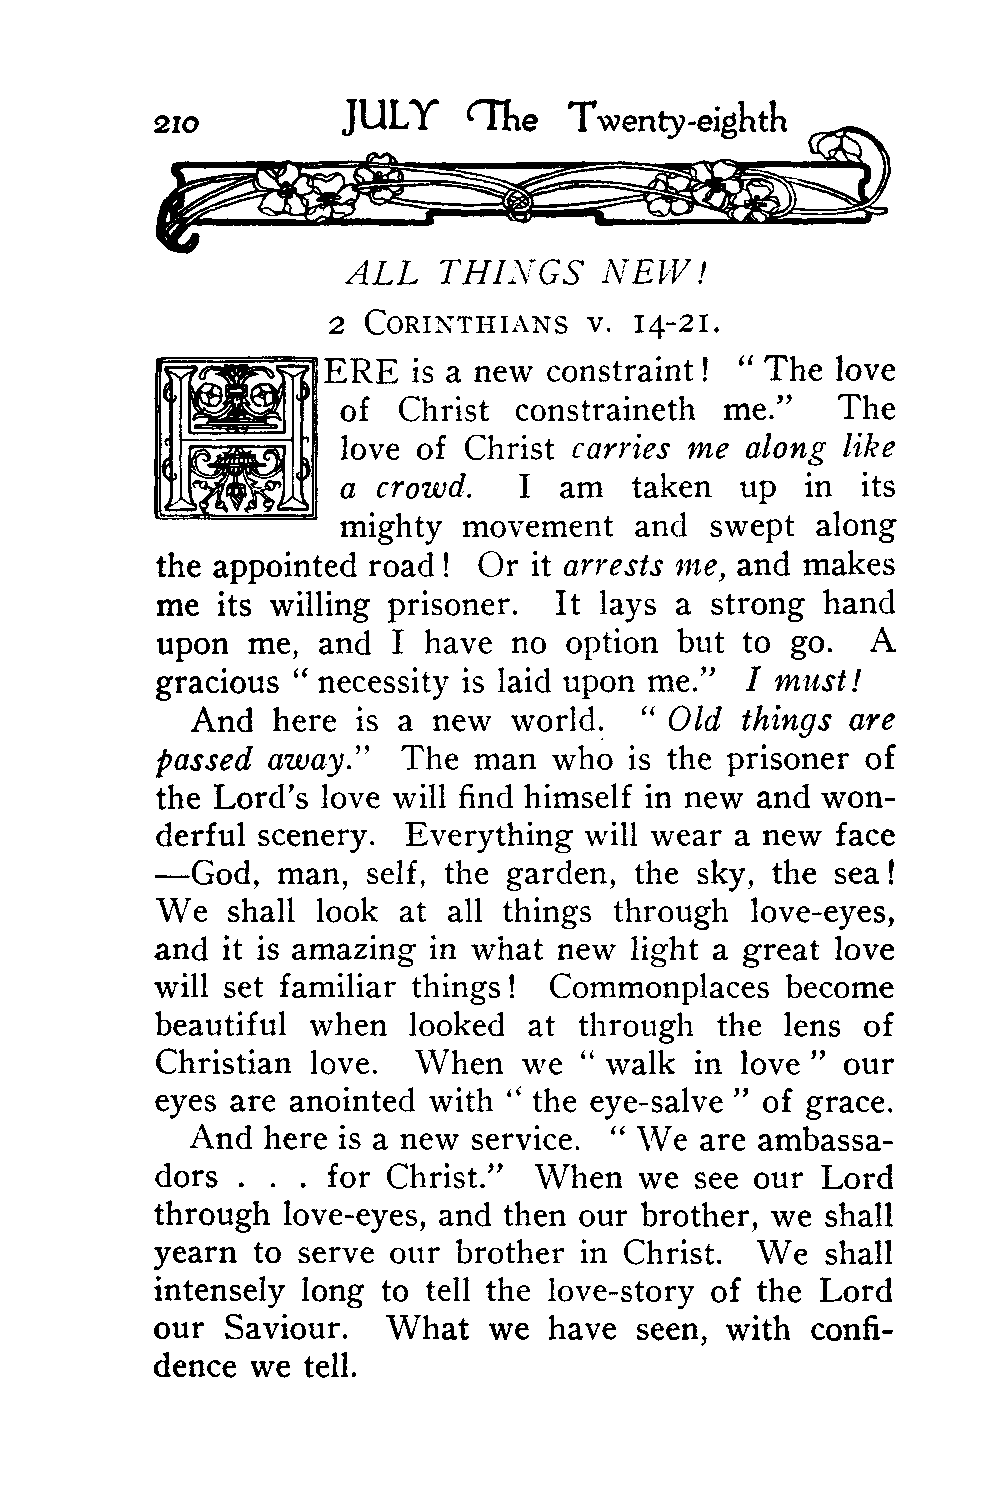 210 JULY The Twenty-eighth
ALL THINGS NEW!
2 CORINTHIANS V. 14-21.
HERE is a new constraint! “ The love
of Christ constraineth me.” The
love of Christ carries me along like
a crowd. I am taken up in its
mighty movement and swept along
the appointed road! Or it arrests me, and makes
me its willing prisoner. It lays a strong hand
upon me, and I have no option but to go. A
gracious “ necessity is laid upon me.” I must!
And here is a new world. “ Old things are
passed away.” The man who is the prisoner of
the Lord’s love will find himself in new and won-
derful scenery. Everything will wear a new face
—God, man, self, the garden, the sky, the sea!
We shall look at all things through love-eyes,
and it is amazing in what new light a great love
will set familiar things! Commonplaces become
beautiful when looked at through the lens of
Christian love. When we “ walk in love ” our
eyes are anointed with “ the eye-salve ” of grace.
And here is a new service. “ We are ambassa-
dors . . . for Christ.” When we see our Lord
through love-eyes, and then our brother, we shall
yearn to serve our brother in Christ. We shall
intensely long to tell the love-story of the Lord
our Saviour. What we have seen, with confi-
dence we tell.